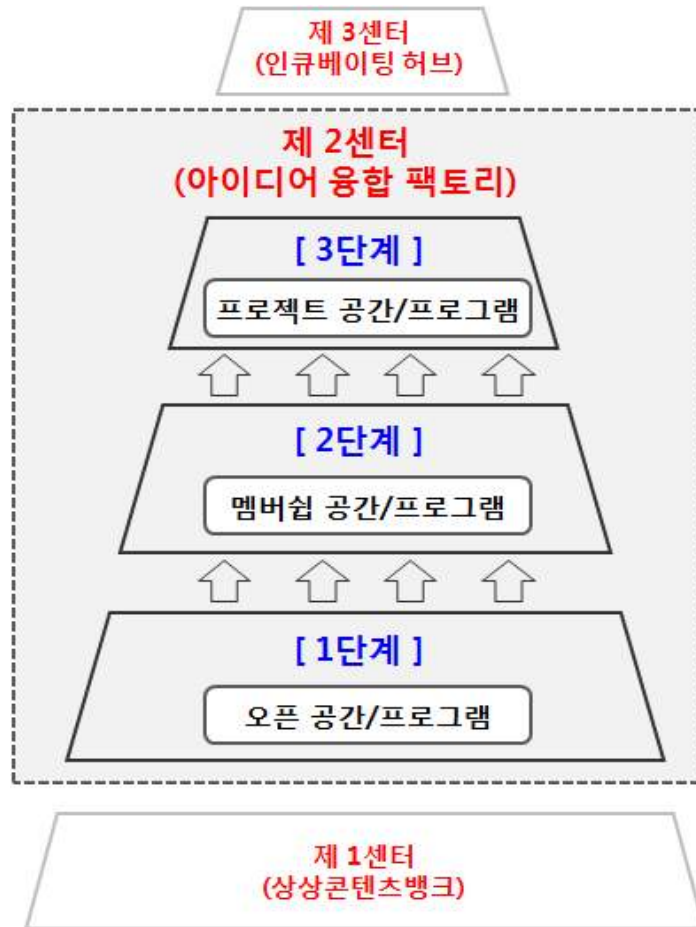 제 3센터
(인큐베이팅 허브)
제 2센터
(아이디어 융합 팩토리)
[ 3단계 ]
프로젝트 공간/프로그램
[ 2단계 ]
멤버쉽 공간/프로그램
[ 1단계 ]
오픈 공간/프로그램
제 1센터
(상상콘텐츠뱅크)